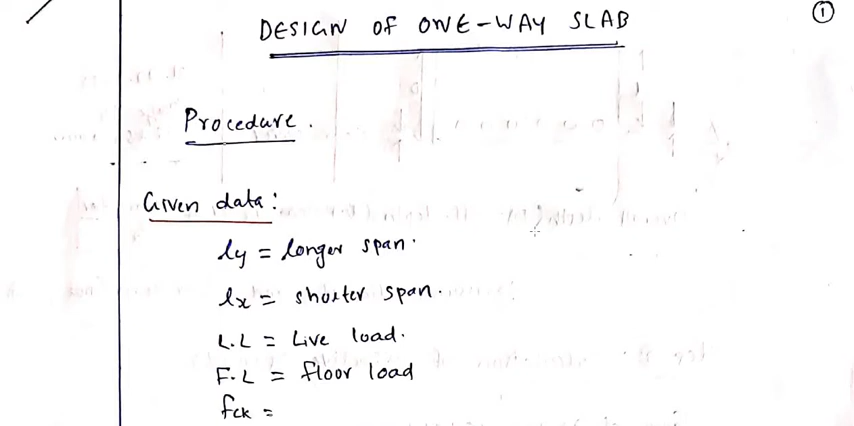 ①
DESIGN OF ONE-WAY SLAB
Procedure.
Given data:
ly = longer span.
lx = shorter span.
L.L = Live load.
F.L = floor load
fck =